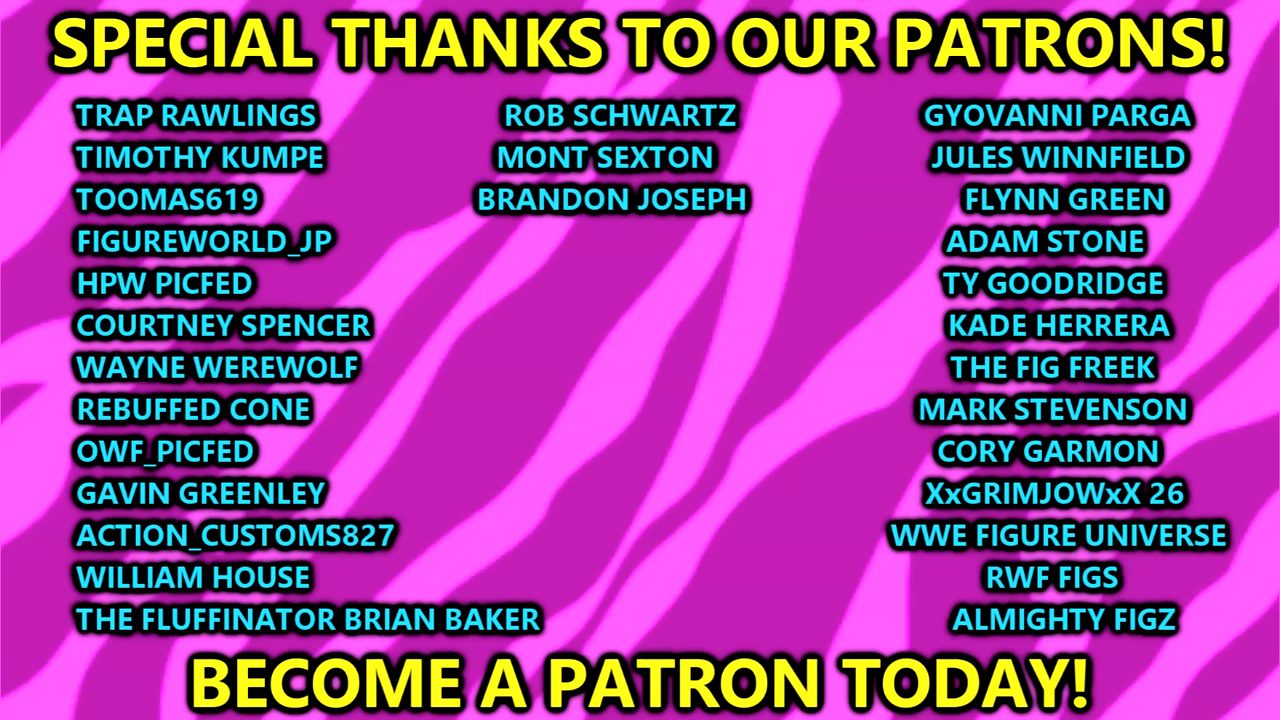 SPECIAL THANKS TO OUR PATRONS!
TRAP RAWLINGS
TIMOTHY KUMPE
TOOMAS619
FIGUREWORLD_JP
HPW PICFED
COURTNEY SPENCER
WAYNE WEREWOLF
REBUFFED CONE
OWF_PICFED
GAVIN GREENLEY
ACTION_CUSTOMS827
WILLIAM HOUSE
THE FLUFFINATOR BRIAN BAKER
ROB SCHWARTZ
MONT SEXTON
BRANDON JOSEPH
GYOVANNI PARGA
JULES WINNFIELD
FLYNN GREEN
ADAM STONE
TY GOODRIDGE
KADE HERRERA
THE FIG FREEK
MARK STEVENSON
CORY GARMON
XxGRIMJOWxX 26
WWE FIGURE UNIVERSE
RWF FIGS
ALMIGHTY FIGZ
BECOME A PATRON TODAY!